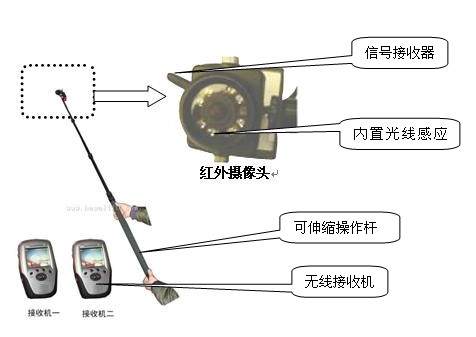 信号接收器
内置光线感应
红外摄像头↵
可伸缩操作杆
无线接收机
接收机一
接收机二